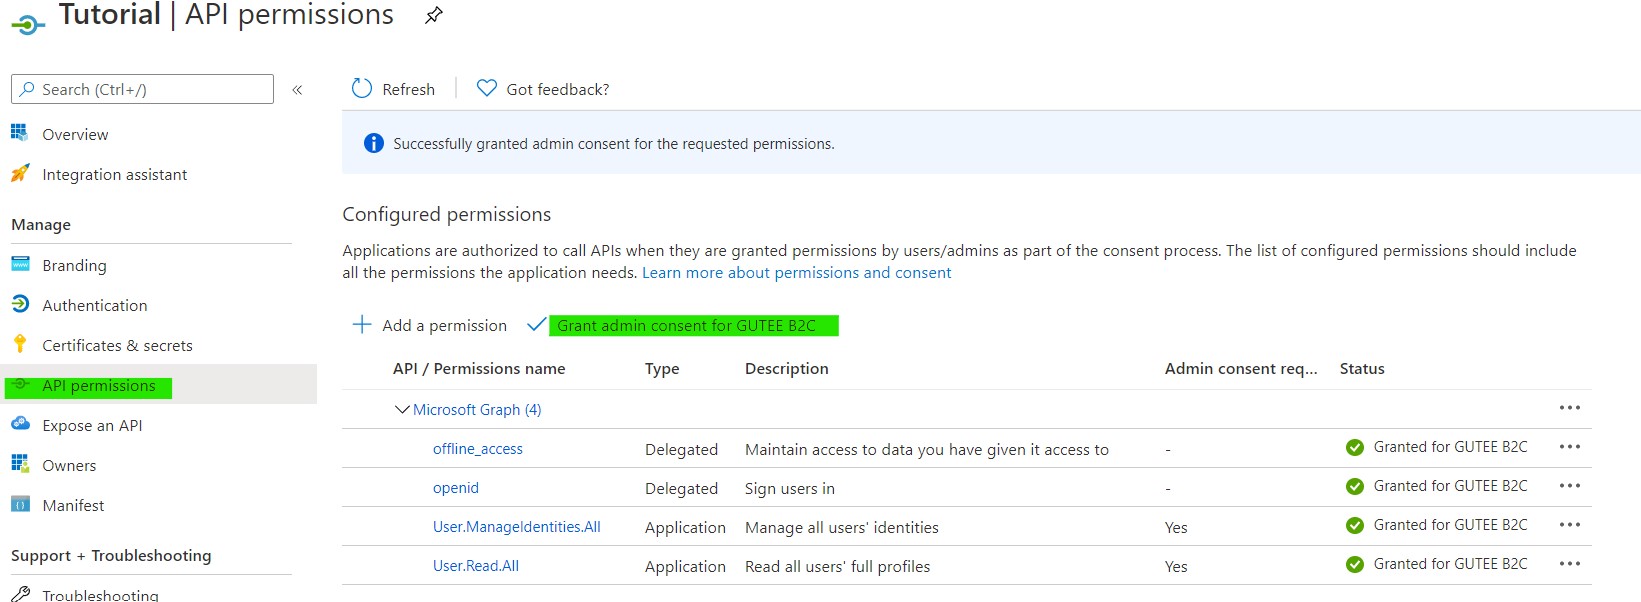 Tutorial | API permissions
Search (Ctrl+/)
«
Refresh
Got feedback?
Overview
Integration assistant
Successfully granted admin consent for the requested permissions.
Manage
Branding
Authentication
Certificates & secrets
API permissions
Expose an API
Owners
Manifest
Support + Troubleshooting
Troubleshooting
Configured permissions
Applications are authorized to call APIs when they are granted permissions by users/admins as part of the consent process. The list of configured permissions should include
all the permissions the application needs. Learn more about permissions and consent
Add a permission Grant admin consent for GUTEE B2C
API / Permissions name Type Description Admin consent req... Status
Microsoft Graph (4)
offline_access Delegated Maintain access to data you have given it access to - Granted for GUTEE B2C
openid Delegated Sign users in - Granted for GUTEE B2C
User.ManageIdentities.All Application Manage all users' identities Yes Granted for GUTEE B2C
User.Read.All Application Read all users' full profiles Yes Granted for GUTEE B2C